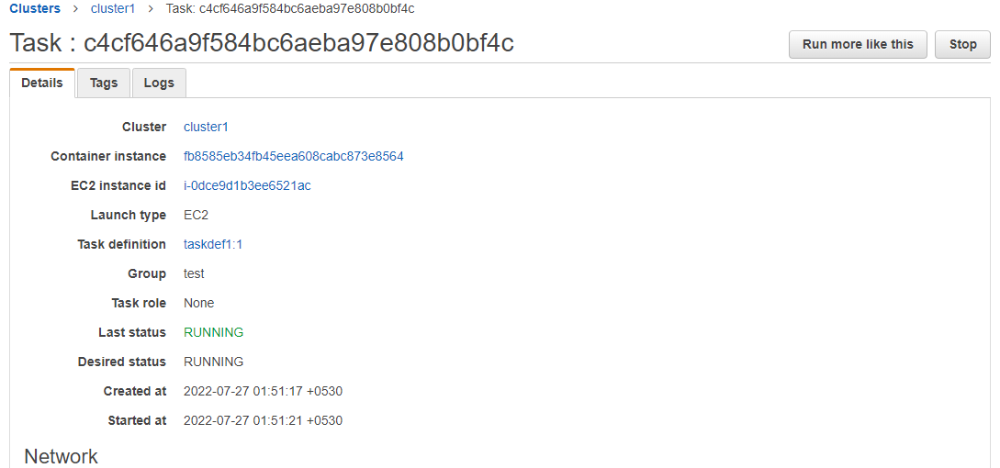 Clusters > cluster1 > Task: c4cf646a9f584bc6aeba97e808b0bf4c
Task : c4cf646a9f584bc6aeba97e808b0bf4c
Run more like this Stop
Details Tags Logs
Cluster cluster1
Container instance fb8585eb34fb45eea608cabc873e8564
EC2 instance id i-0dce9d1b3ee6521ac
Launch type EC2
Task definition taskdef1:1
Group test
Task role None
Last status RUNNING
Desired status RUNNING
Created at 2022-07-27 01:51:17 +0530
Started at 2022-07-27 01:51:21 +0530
Network